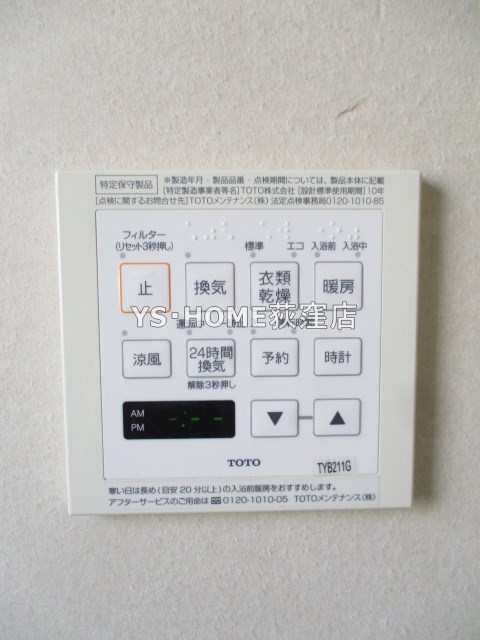 特定保守製品
※製造年月・製品品番・点検期間については、製品本体に記載
[特定製造事業者等名]TOTO株式会社 [設計標準使用期間]10年
[点検に関するお問合せ先]TOTOメンテナンス(株) 法定点検事務局0120-1010-85
フィルター
(リセット3秒押し)
標準
エコ
入浴前
入浴中
止
換気
衣類
乾燥
暖房
YS・HOME荻窪店
涼風
24時間
換気
予約
時計
解除3秒押し
AM
PM
-:--
▼
▲
TOTO
TYB211G
寒い日は長め(目安20分以上)の入浴前暖房をおすすめします。
アフターサービスのご用命は 0120-1010-05 TOTOメンテナンス(株)